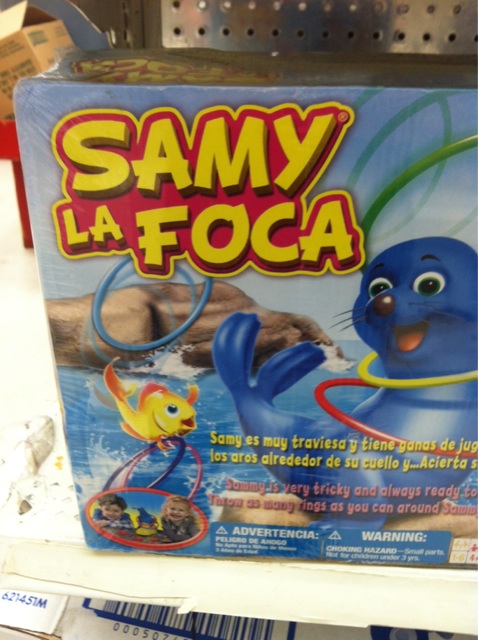 SAMY
LA FOCA®
Samy es muy traviesa y tiene ganas de jug
los aros alrededor de su cuello y...Acierta s
Sammy is very tricky and always ready to
Throw as many rings as you can around Sammy
ADVERTENCIA:
PELIGRO DE AHOGO
WARNING:
CHOKING HAZARD—Small parts.
Not for children under 3 yrs.
621451M